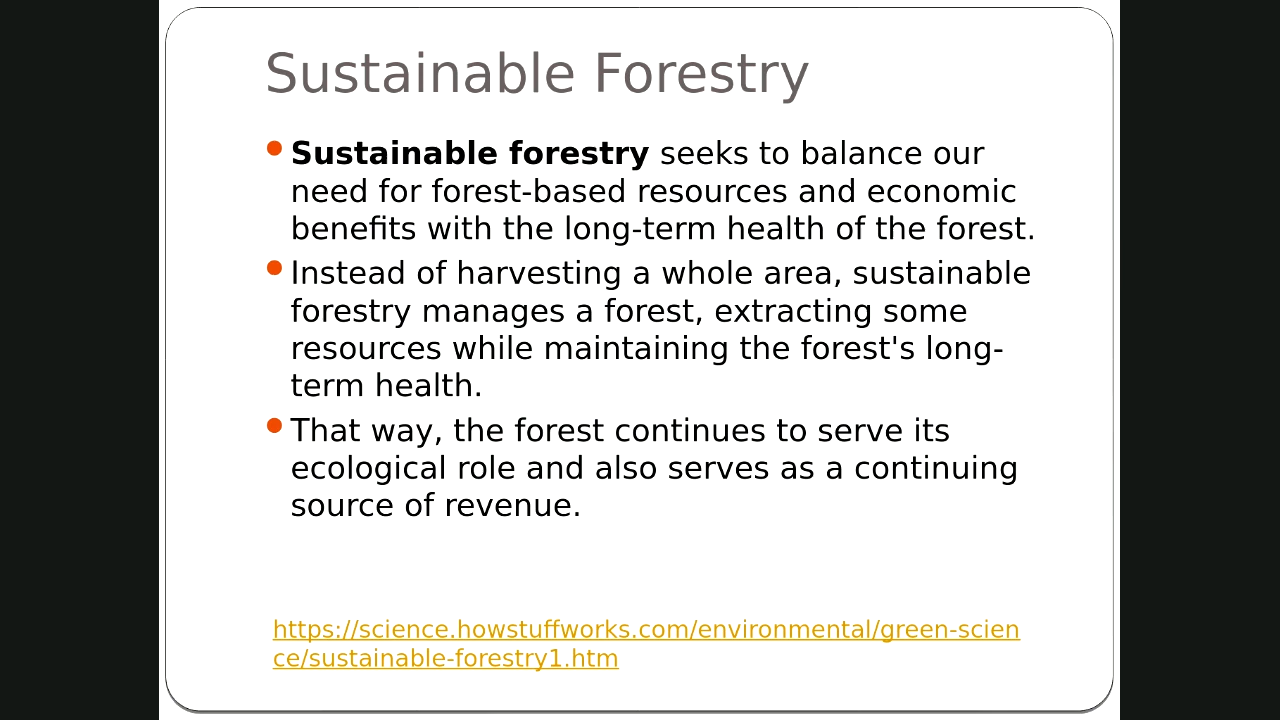 Sustainable Forestry
Sustainable forestry seeks to balance our
need for forest-based resources and economic
benefits with the long-term health of the forest.
Instead of harvesting a whole area, sustainable
forestry manages a forest, extracting some
resources while maintaining the forest's long-
term health.
That way, the forest continues to serve its
ecological role and also serves as a continuing
source of revenue.
https://science.howstuffworks.com/environmental/green-scien
ce/sustainable-forestry1.htm